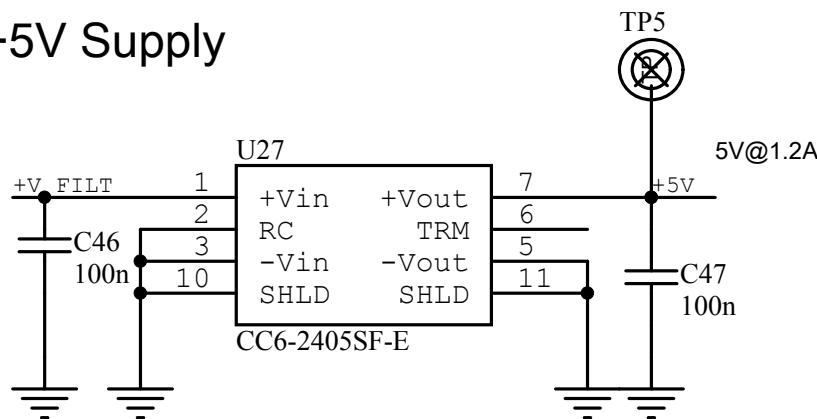 +5V Supply
TP5
TP
5V@1.2A
U27
+V_FILT
1
+Vin
+Vout
7
+5V
2
RC
TRM
6
C46
100n
3
-Vin
-Vout
5
10
SHLD
SHLD
11
C47
100n
CC6-2405SF-E